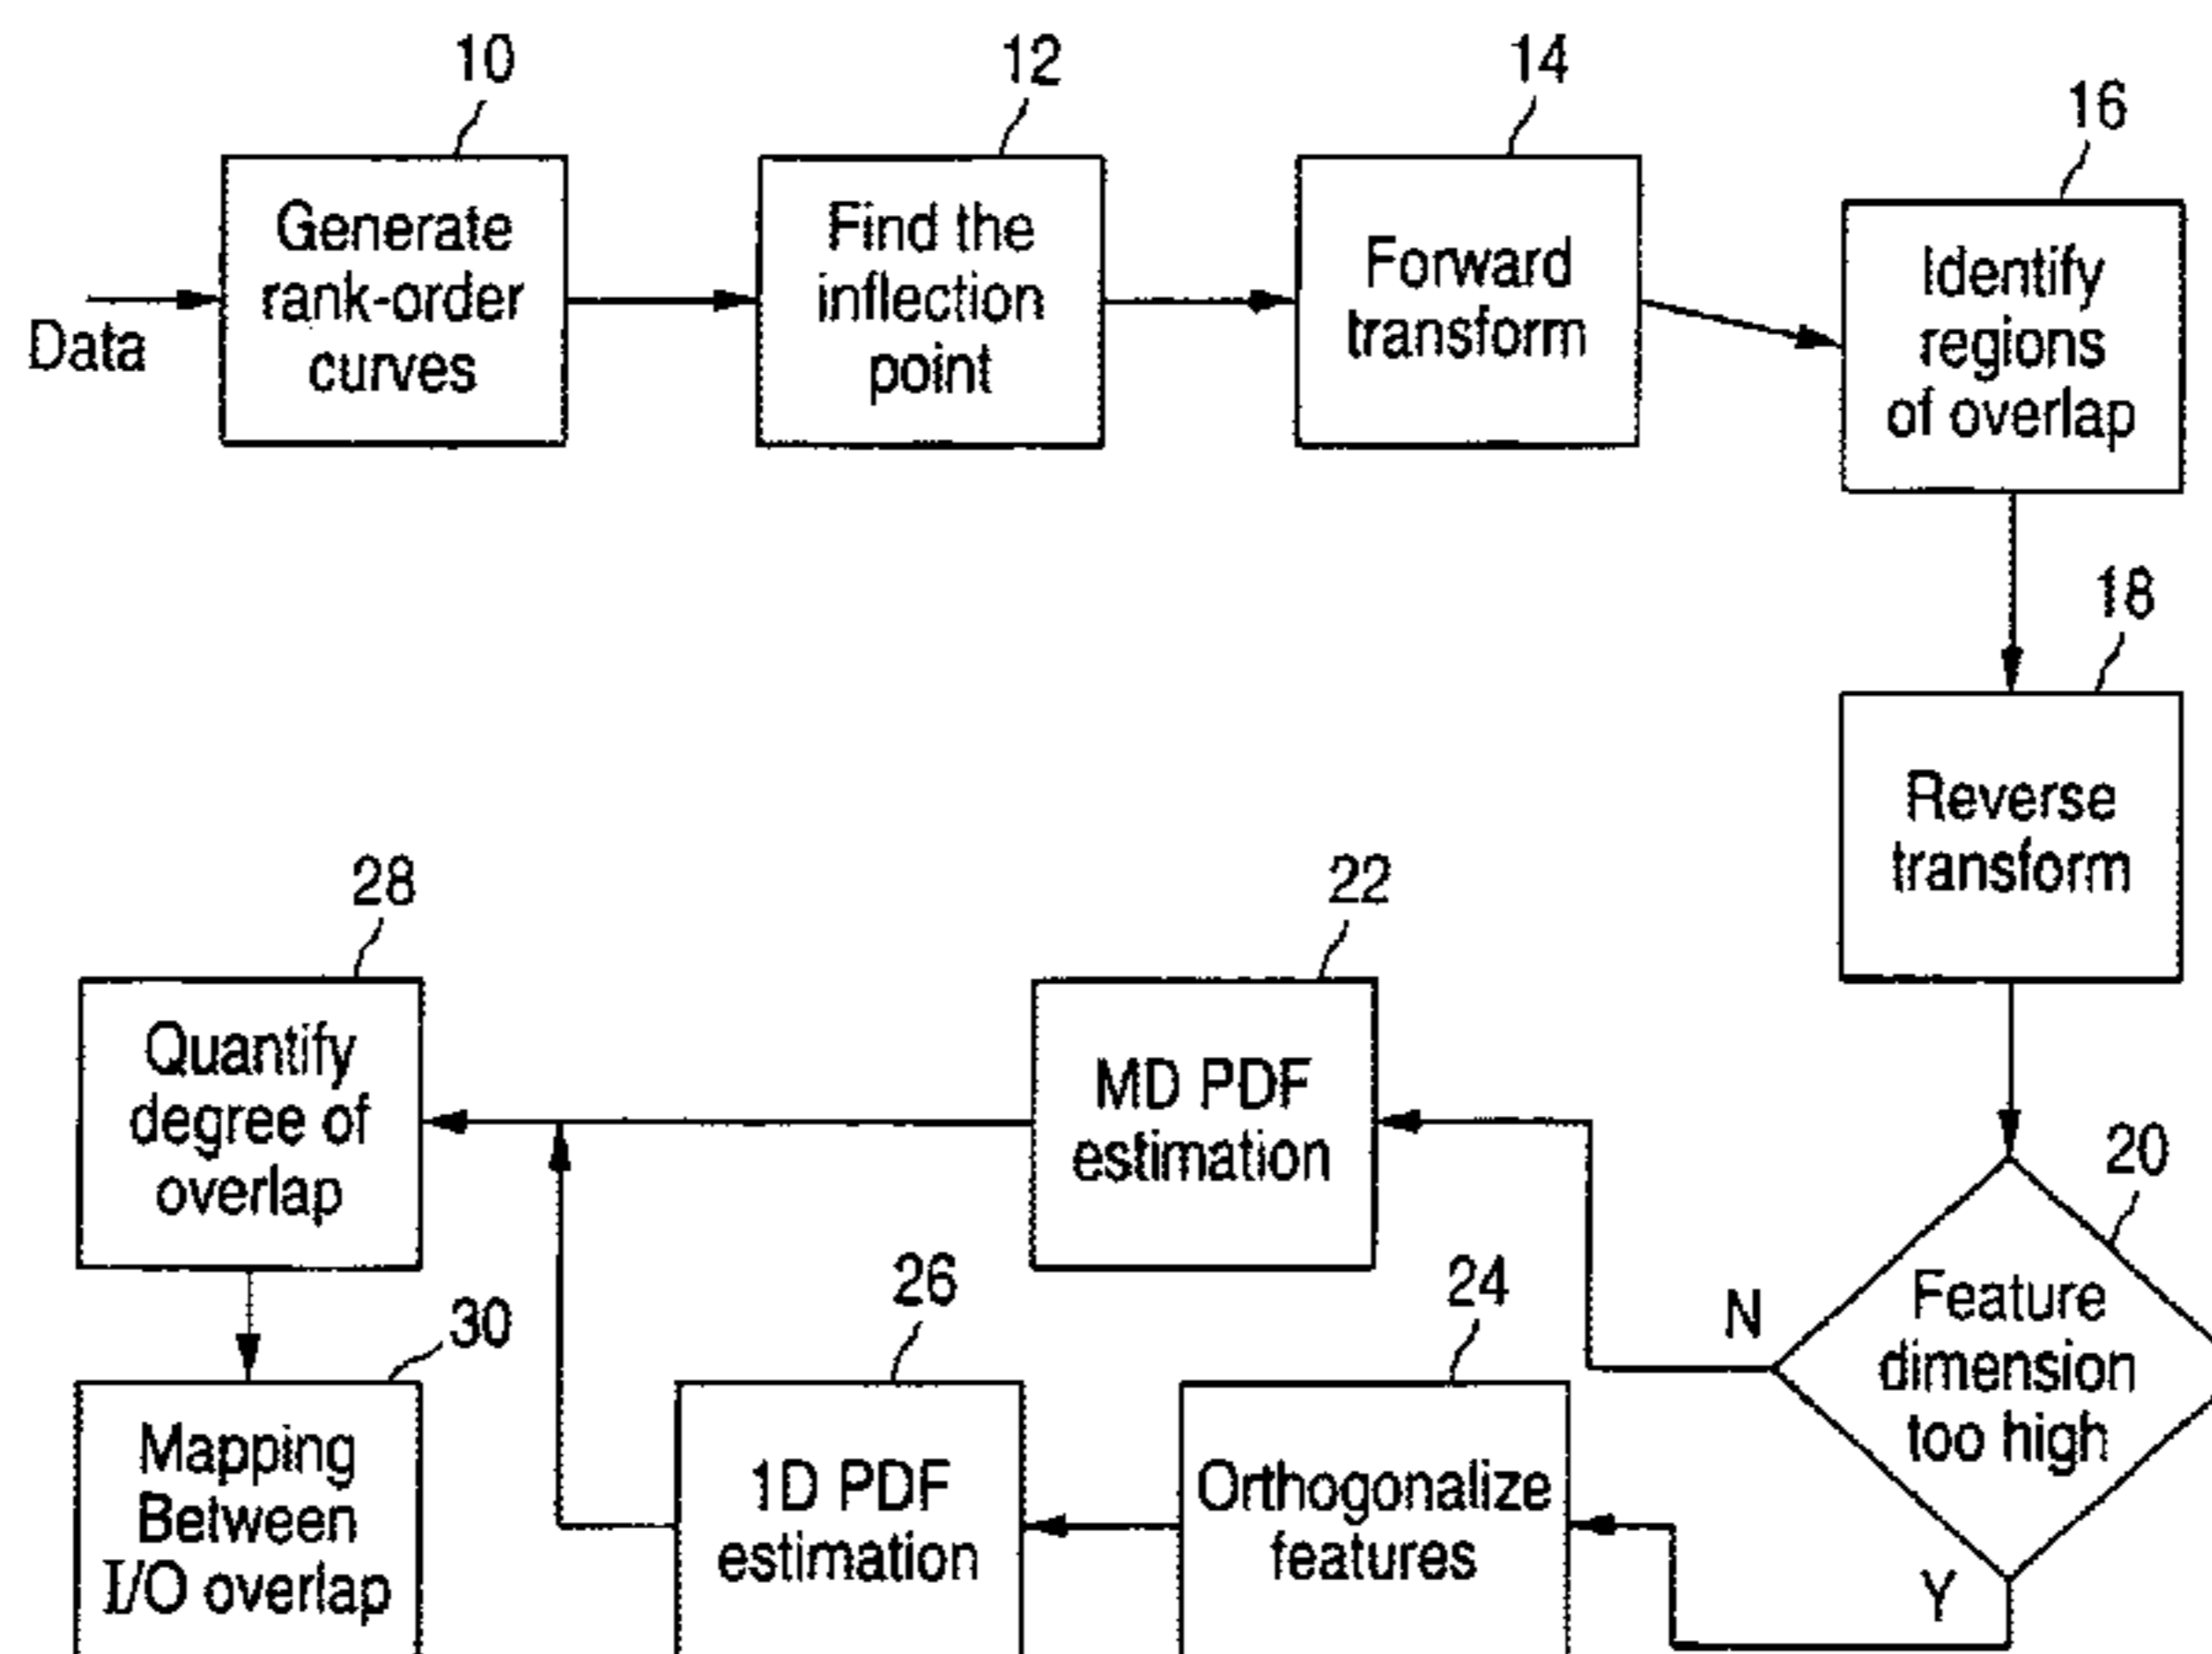 10
12
14
16
Data
Generate
rank-order
curves
Find the
inflection
point
Forward
transform
Identify
regions
of overlap
18
Reverse
transform
20
Feature
dimension
too high
N
Y
22
MD PDF
estimation
24
Orthogonalize
features
26
1D PDF
estimation
28
Quantify
degree of
overlap
30
Mapping
Between
I/O overlap